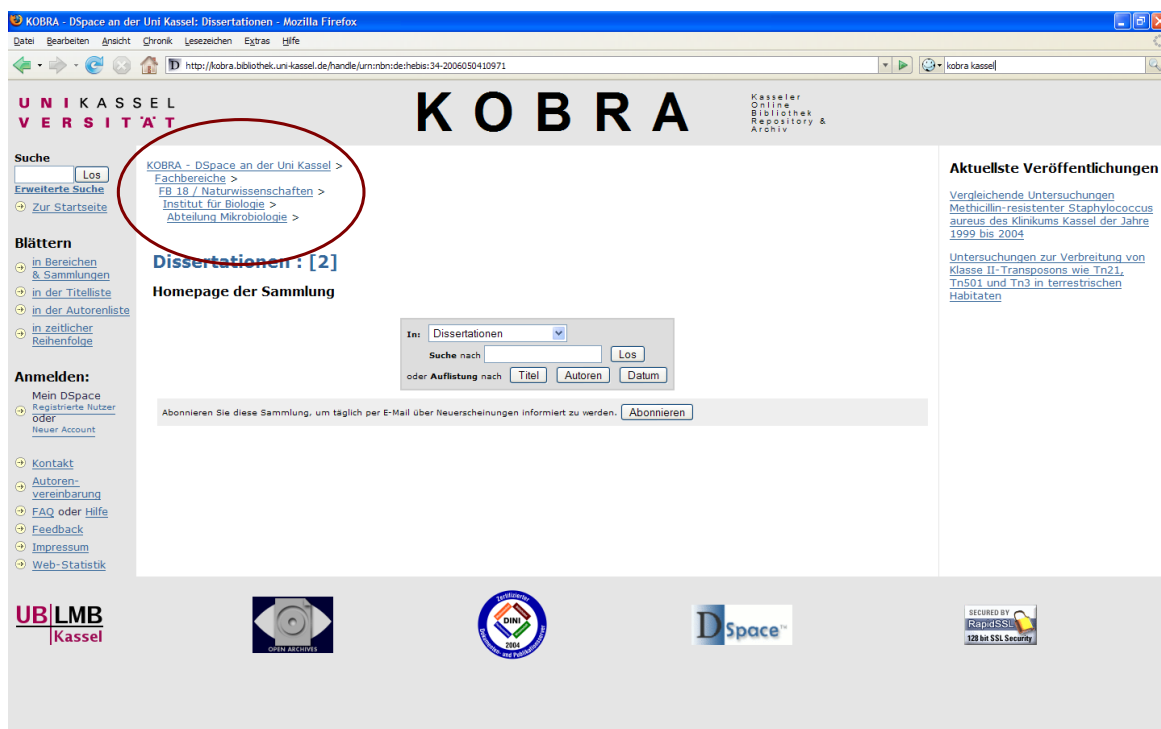 KOBRA - DSpace an der Uni Kassel: Dissertationen - Mozilla Firefox
Datei Bearbeiten Ansicht Chronik Lesezeichen Extras Hilfe
http://kobra.bibliothek.uni-kassel.de/handle/urn:nbn:de:hebis:34-2006050410971
kobra kassel
U N I K A S S E L
V E R S I T Ä T
K O B R A
Kasseler
Online
Bibliothek
Repository &
Archiv
Suche
Los
Erweiterte Suche
Zur Startseite
Blättern
in Bereichen
& Sammlungen
in der Titelliste
in der Autorenliste
in zeitlicher
Reihenfolge
Anmelden:
Mein DSpace
Registrierte Nutzer
oder
Neuer Account
Kontakt
Autoren-
vereinbarung
FAQ oder Hilfe
Feedback
Impressum
Web-Statistik
KOBRA - DSpace an der Uni Kassel >
Fachbereiche >
FB 18 / Naturwissenschaften >
Institut für Biologie >
Abteilung Mikrobiologie >
Dissertationen : [2]
Homepage der Sammlung
In: Dissertationen
Suche nach Los
oder Auflistung nach Titel Autoren Datum
Abonnieren Sie diese Sammlung, um täglich per E-Mail über Neuerscheinungen informiert zu werden. Abonnieren
Aktuellste Veröffentlichungen
Vergleichende Untersuchungen
Methicillin-resistenter Staphylococcus
aureus des Klinikums Kassel der Jahre
1999 bis 2004
Untersuchungen zur Verbreitung von
Klasse II-Transposons wie Tn21,
Tn501 und Tn3 in terrestrischen
Habitaten
UB LMB
Kassel
OPEN ARCHIVES
Zertifizierter
DINI
2004
Dokumenten- und Publikationsservice
DSpace™
SECURED BY
RapidSSL
128 bit SSL Security